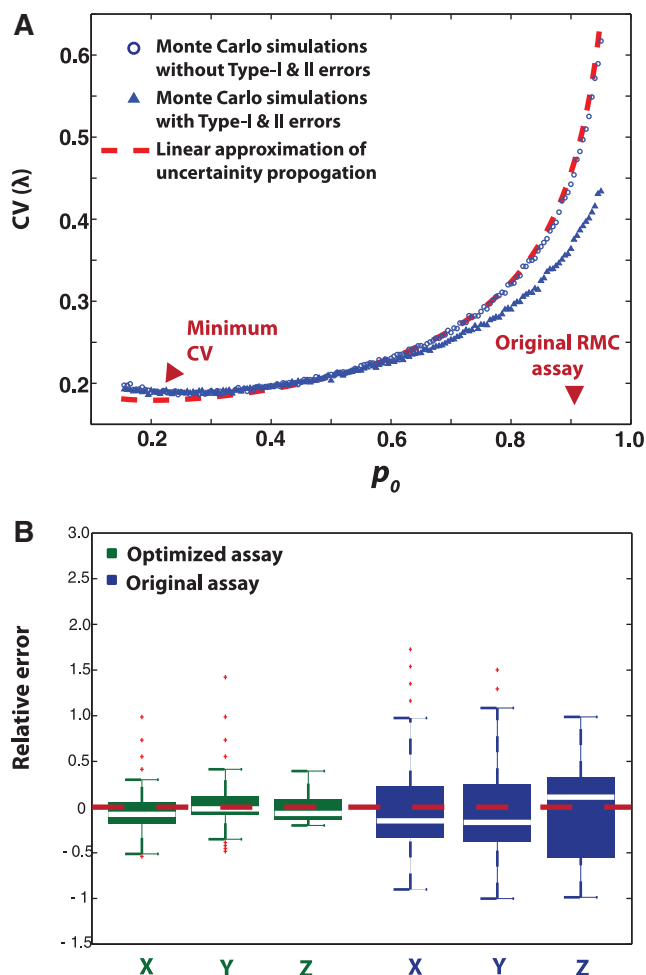 A
Monte Carlo simulations
without Type-I & II errors
Monte Carlo simulations
with Type-I & II errors
Linear approximation of
uncertainity propogation
CV (λ)
0.6
0.5
0.4
0.3
0.2
Minimum
CV
Original RMC
assay
0.2 0.4 0.6 0.8 1.0
p0
B
Optimized assay
Original assay
Relative error
3.0
2.5
2.0
1.5
1.0
0.5
0
- 0.5
- 1
- 1.5
X Y Z X Y Z